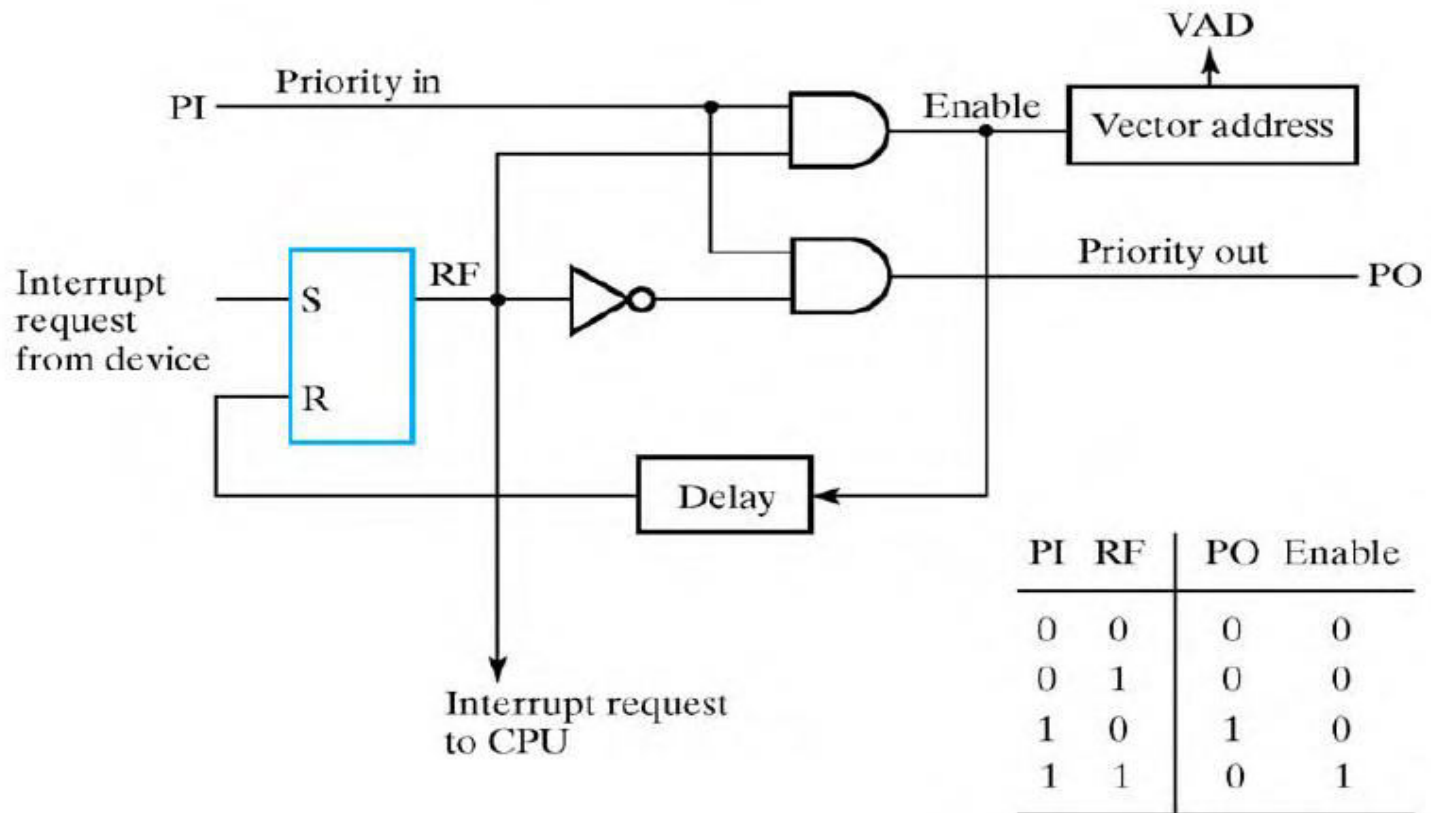 VAD
Priority in
PI
Enable
Vector address
Priority out
PO
Interrupt
request
from device
S
RF
R
Delay
Interrupt request
to CPU
PI RF PO Enable
0 0 0 0
0 1 0 0
1 0 1 0
1 1 0 1